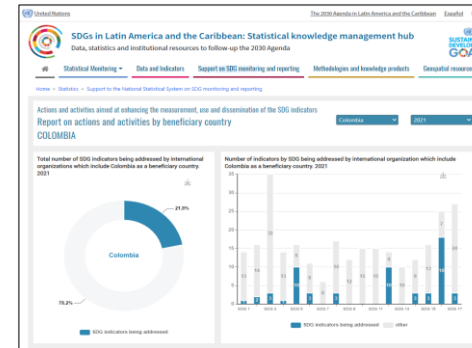 United Nations
The 2030 Agenda in Latin America and the Caribbean Español
SDGs in Latin America and the Caribbean: Statistical knowledge management hub
Data, statistics and institutional resources to follow-up the 2030 Agenda
SUSTAIN
DEVELO
GOA
Statistical Monitoring Data and Indicators Support on SDG monitoring and reporting Methodologies and knowledge products Geospatial resource
Home > Statistics > Support to the National Statistical System on SDG monitoring and reporting
Actions and activities aimed at enhancing the measurement, use and dissemination of the SDG indicators
Report on actions and activities by beneficiary country
COLOMBIA
Colombia
2021
Total number of SDG indicators being addressed by international
organizations which include Colombia as a beneficiary country.
2021
Colombia
SDG indicators being addressed
Number of indicators by SDG being addressed by international organization which include
Colombia as a beneficiary country. 2021
35
30
25
20
15
10
5
0
SDG indicators being addressed other